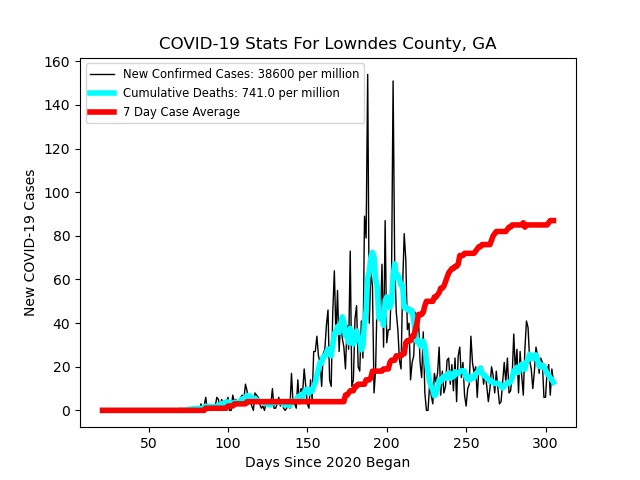 COVID-19 Stats For Lowndes County, GA
New Confirmed Cases: 38600 per million
Cumulative Deaths: 741.0 per million
7 Day Case Average
160
140
120
100
80
60
40
20
0
New COVID-19 Cases
50 100 150 200 250 300
Days Since 2020 Began